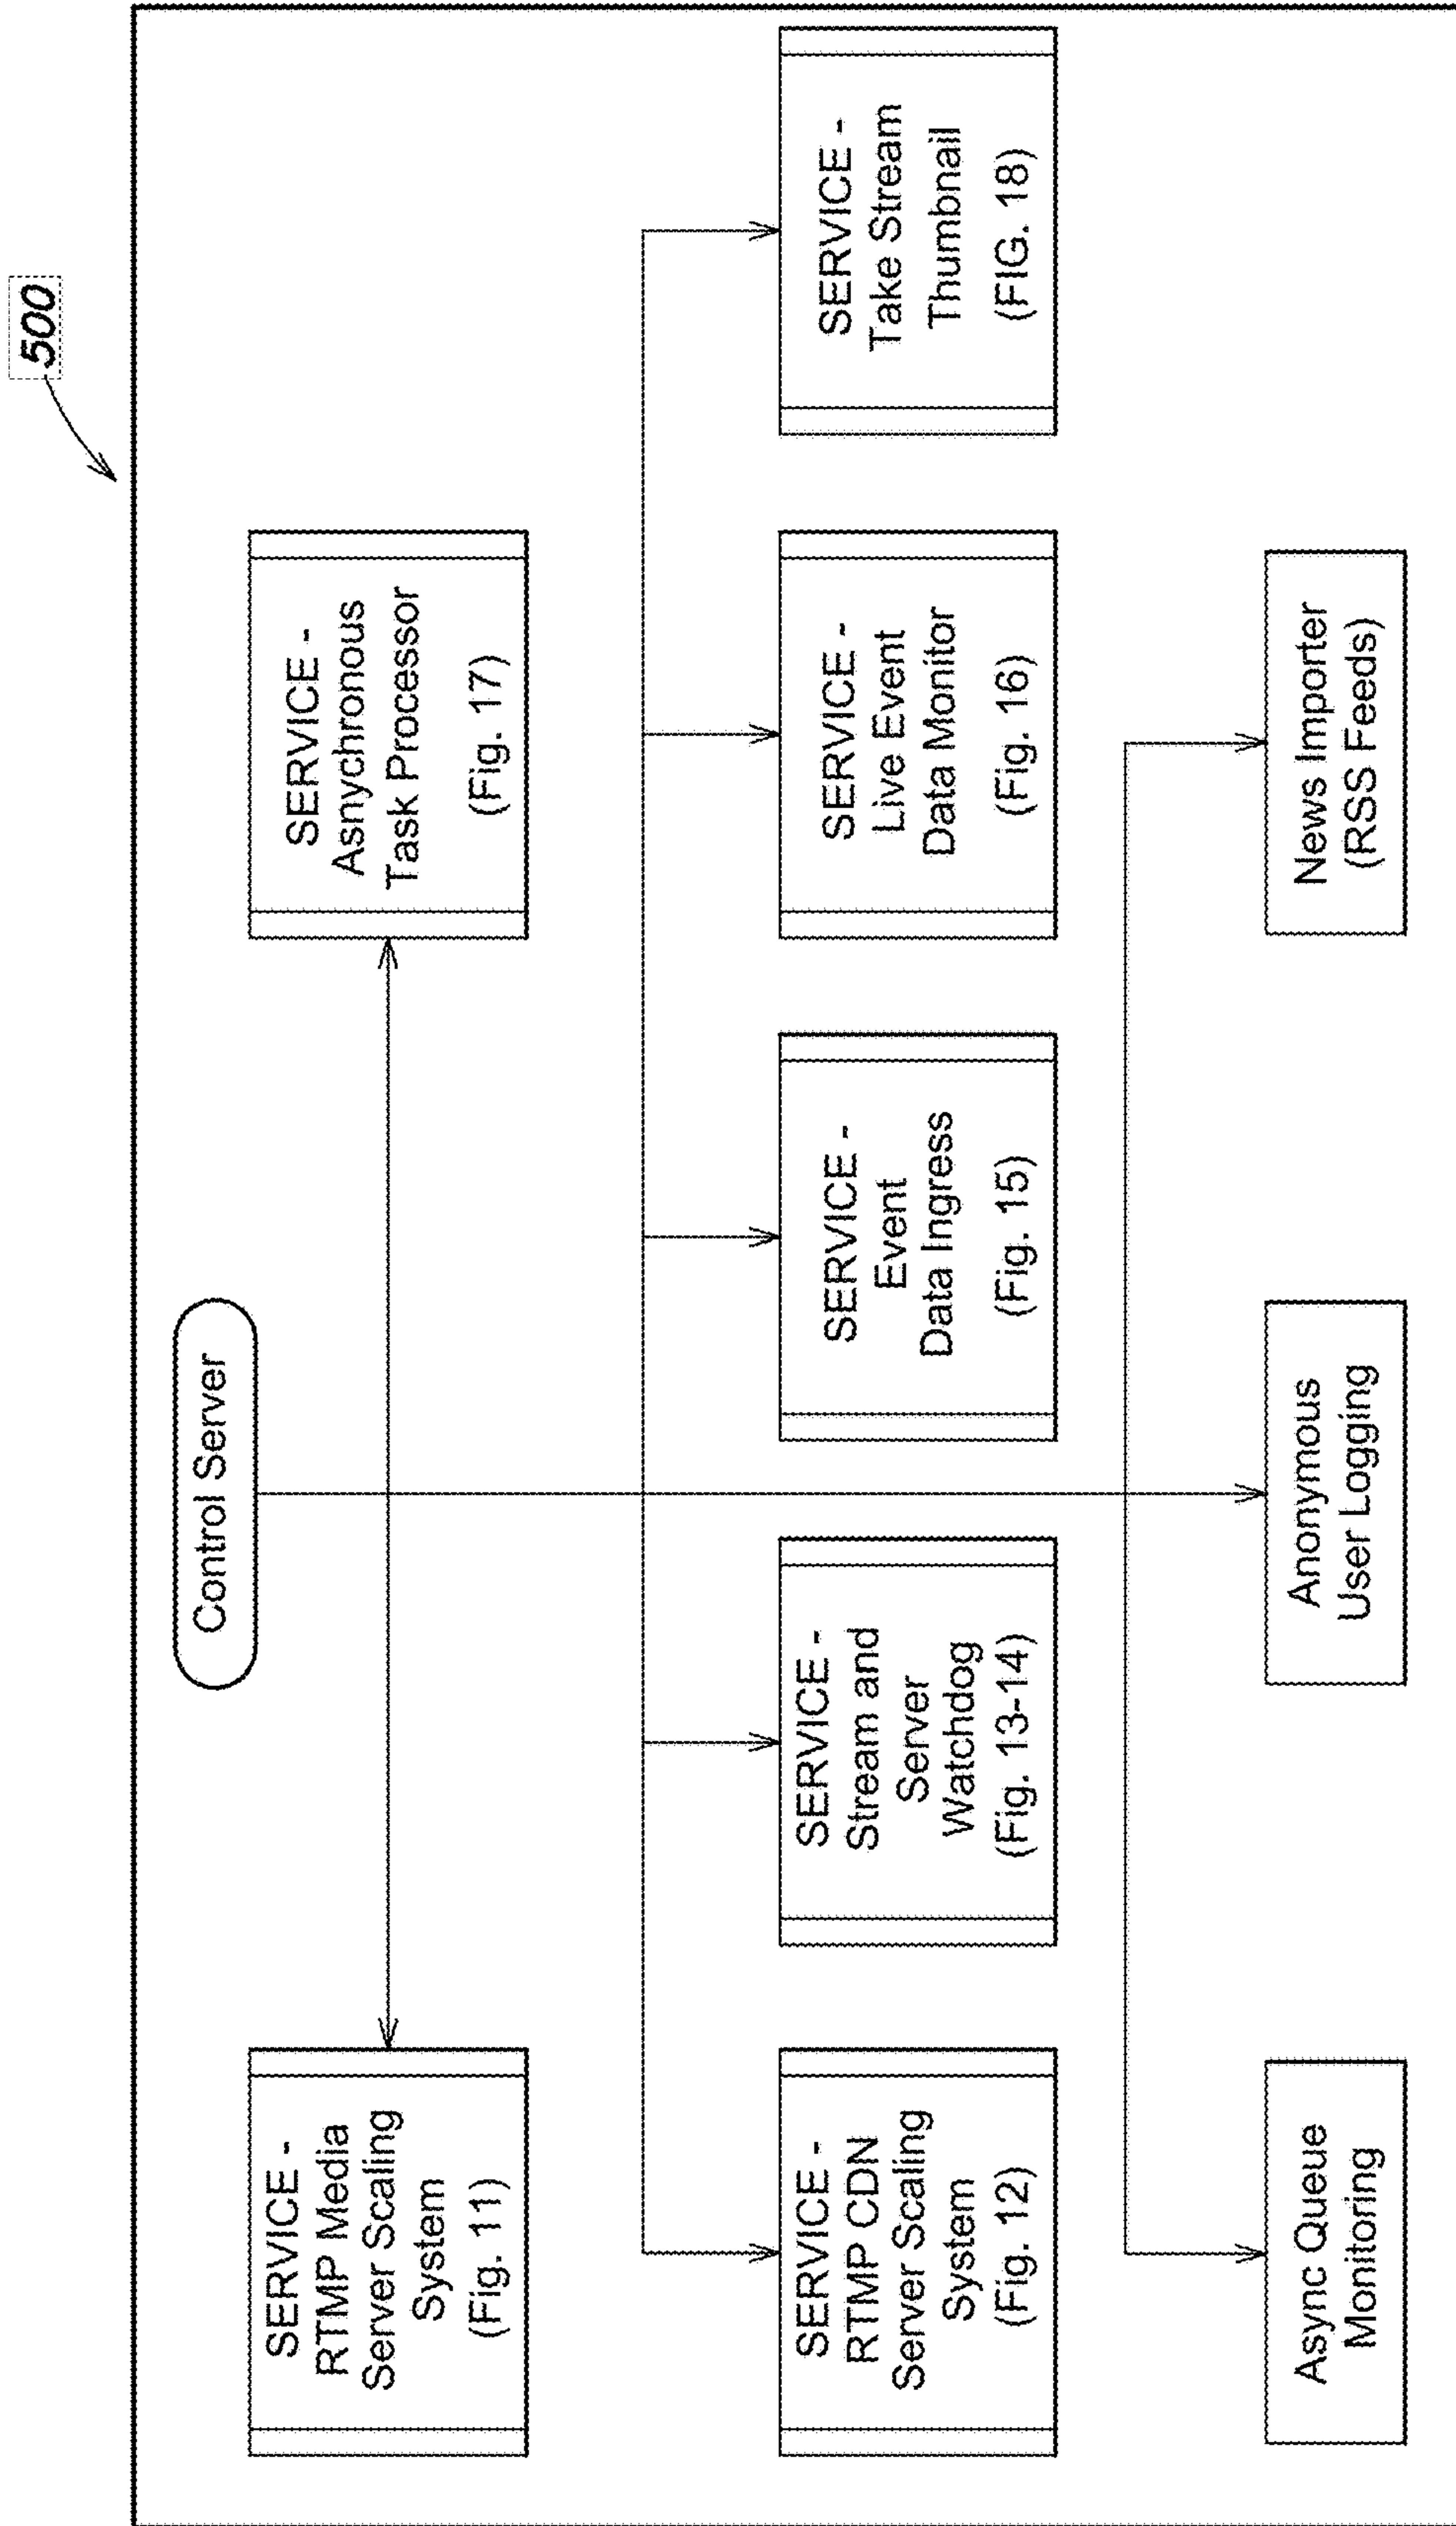 500
Control Server
SERVICE -
RTMP Media
Server Scaling
System
(Fig. 11)
SERVICE -
Asnychronous
Task Processor
(Fig. 17)
SERVICE -
RTMP CDN
Server Scaling
System
(Fig. 12)
SERVICE -
Stream and
Server
Watchdog
(Fig. 13-14)
SERVICE -
Event
Data Ingress
(Fig. 15)
SERVICE -
Live Event
Data Monitor
(Fig. 16)
SERVICE -
Take Stream
Thumbnail
(FIG. 18)
Async Queue
Monitoring
Anonymous
User Logging
News Importer
(RSS Feeds)